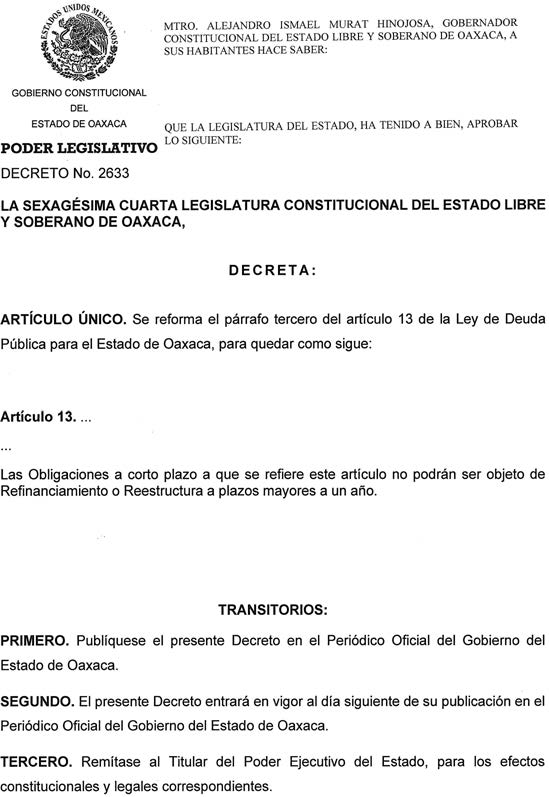 ESTADOS UNIDOS MEXICANOS
MTRO. ALEJANDRO ISMAEL MURAT HINOJOSA, GOBERNADOR
CONSTITUCIONAL DEL ESTADO LIBRE Y SOBERANO DE OAXACA, A
SUS HABITANTES HACE SABER:
GOBIERNO CONSTITUCIONAL
DEL
ESTADO DE OAXACA
PODER LEGISLATIVO
QUE LA LEGISLATURA DEL ESTADO, HA TENIDO A BIEN, APROBAR
LO SIGUIENTE:
DECRETO No. 2633
LA SEXAGÉSIMA CUARTA LEGISLATURA CONSTITUCIONAL DEL ESTADO LIBRE
Y SOBERANO DE OAXACA,
DECRETA:
ARTÍCULO ÚNICO. Se reforma el párrafo tercero del artículo 13 de la Ley de Deuda
Pública para el Estado de Oaxaca, para quedar como sigue:
Artículo 13. ...
...
Las Obligaciones a corto plazo a que se refiere este artículo no podrán ser objeto de
Refinanciamiento o Reestructura a plazos mayores a un año.
TRANSITORIOS:
PRIMERO. Publíquese el presente Decreto en el Periódico Oficial del Gobierno del
Estado de Oaxaca.
SEGUNDO. El presente Decreto entrará en vigor al día siguiente de su publicación en el
Periódico Oficial del Gobierno del Estado de Oaxaca.
TERCERO. Remítase al Titular del Poder Ejecutivo del Estado, para los efectos
constitucionales y legales correspondientes.